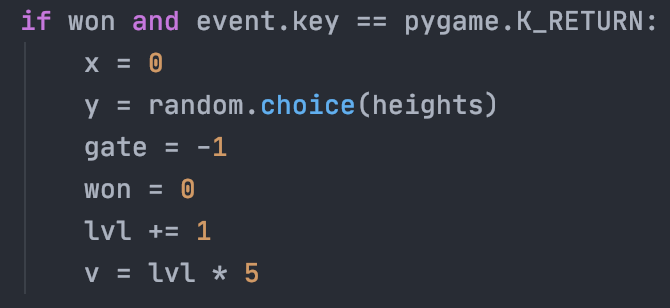 if won and event.key == pygame.K_RETURN:
    x = 0
    y = random.choice(heights)
    gate = -1
    won = 0
    lvl += 1
    v = lvl * 5